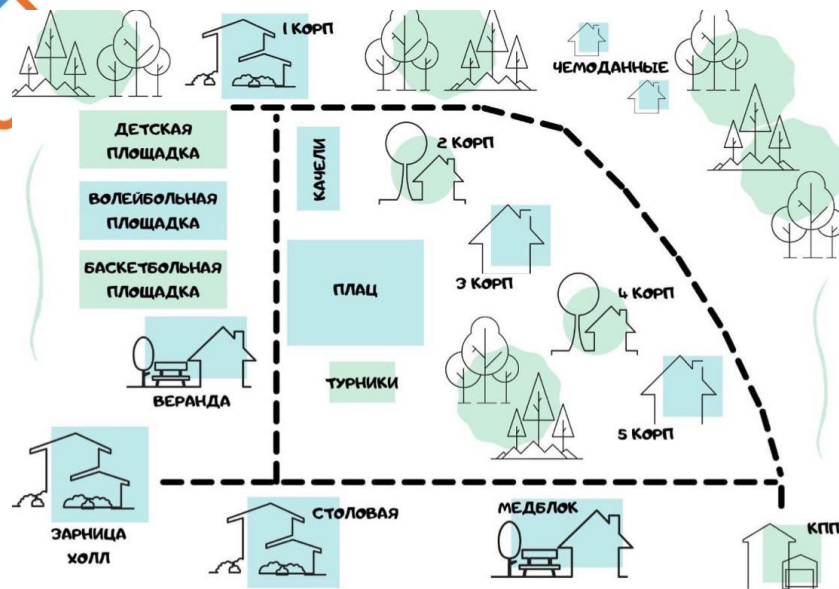 1 КОРП
ЧЕМОДАННЫЕ
ДЕТСКАЯ
ПЛОЩАДКА
КАЧЕЛИ
2 КОРП
ВОЛЕЙБОЛЬНАЯ
ПЛОЩАДКА
БАСКЕТБОЛЬНАЯ
ПЛОЩАДКА
ПЛАЦ
3 КОРП
4 КОРП
ТУРНИКИ
ВЕРАНДА
5 КОРП
ЗАРНИЦА
ХОЛЛ
СТОЛОВАЯ
МЕДБЛОК
КПП